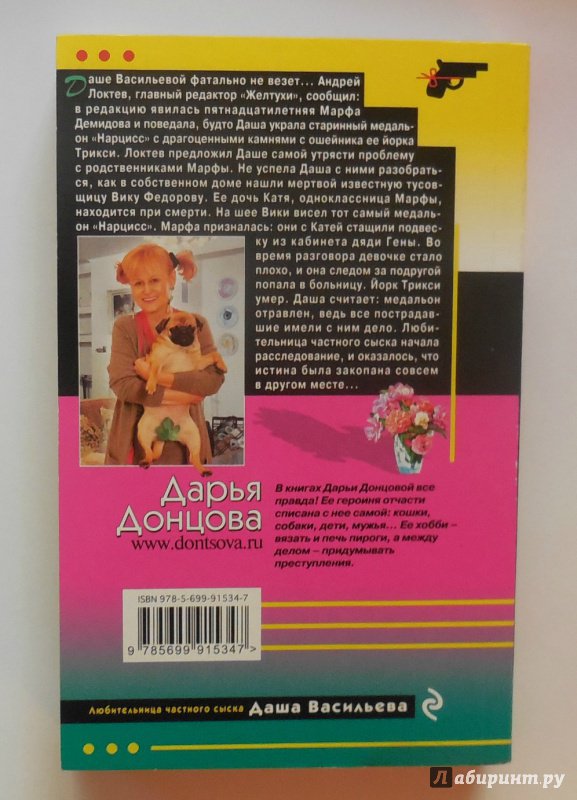 Даше Васильевой фатально не везет... Андрей
Локтев, главный редактор «Желтухи», сообщил:
в редакцию явилась пятнадцатилетняя Марфа
Демидова и поведала, будто Даша украла старинный медаль-
он «Нарцисс» с драгоценными камнями с ошейника ее йорка
Трикси. Локтев предложил Даше самой утрясти проблему
с родственниками Марфы. Не успела Даша с ними разобрать-
ся, как в собственном доме нашли мертвой известную тусов-
щицу Вику Федорову. Ее дочь Катя, одноклассница Марфы,
находится при смерти. На шее Вики висел тот самый медаль-
он «Нарцисс». Марфа призналась: они с Катей стащили подвес-
ку из кабинета дяди Гены. Во
время разговора девочке стало
плохо, и она следом за подругой
попала в больницу. Йорк Трикси
умер. Даша считает: медальон
отравлен, ведь все пострадав-
шие имели с ним дело. Люби-
тельница частного сыска начала
расследование, и оказалось, что
истина была закопана совсем
в другом месте...
Дарья
Донцова
www.dontsova.ru
В книгах Дарьи Донцовой все
правда! Ее героиня отчасти
списана с нее самой: кошки,
собаки, дети, мужья... Ее хобби –
вязать и печь пироги, а между
делом – придумывать
преступления.
ISBN 978-5-699-91534-7
9 785699 915347 >
Любительница частного сыска Даша Васильева
Лабиринт.ру